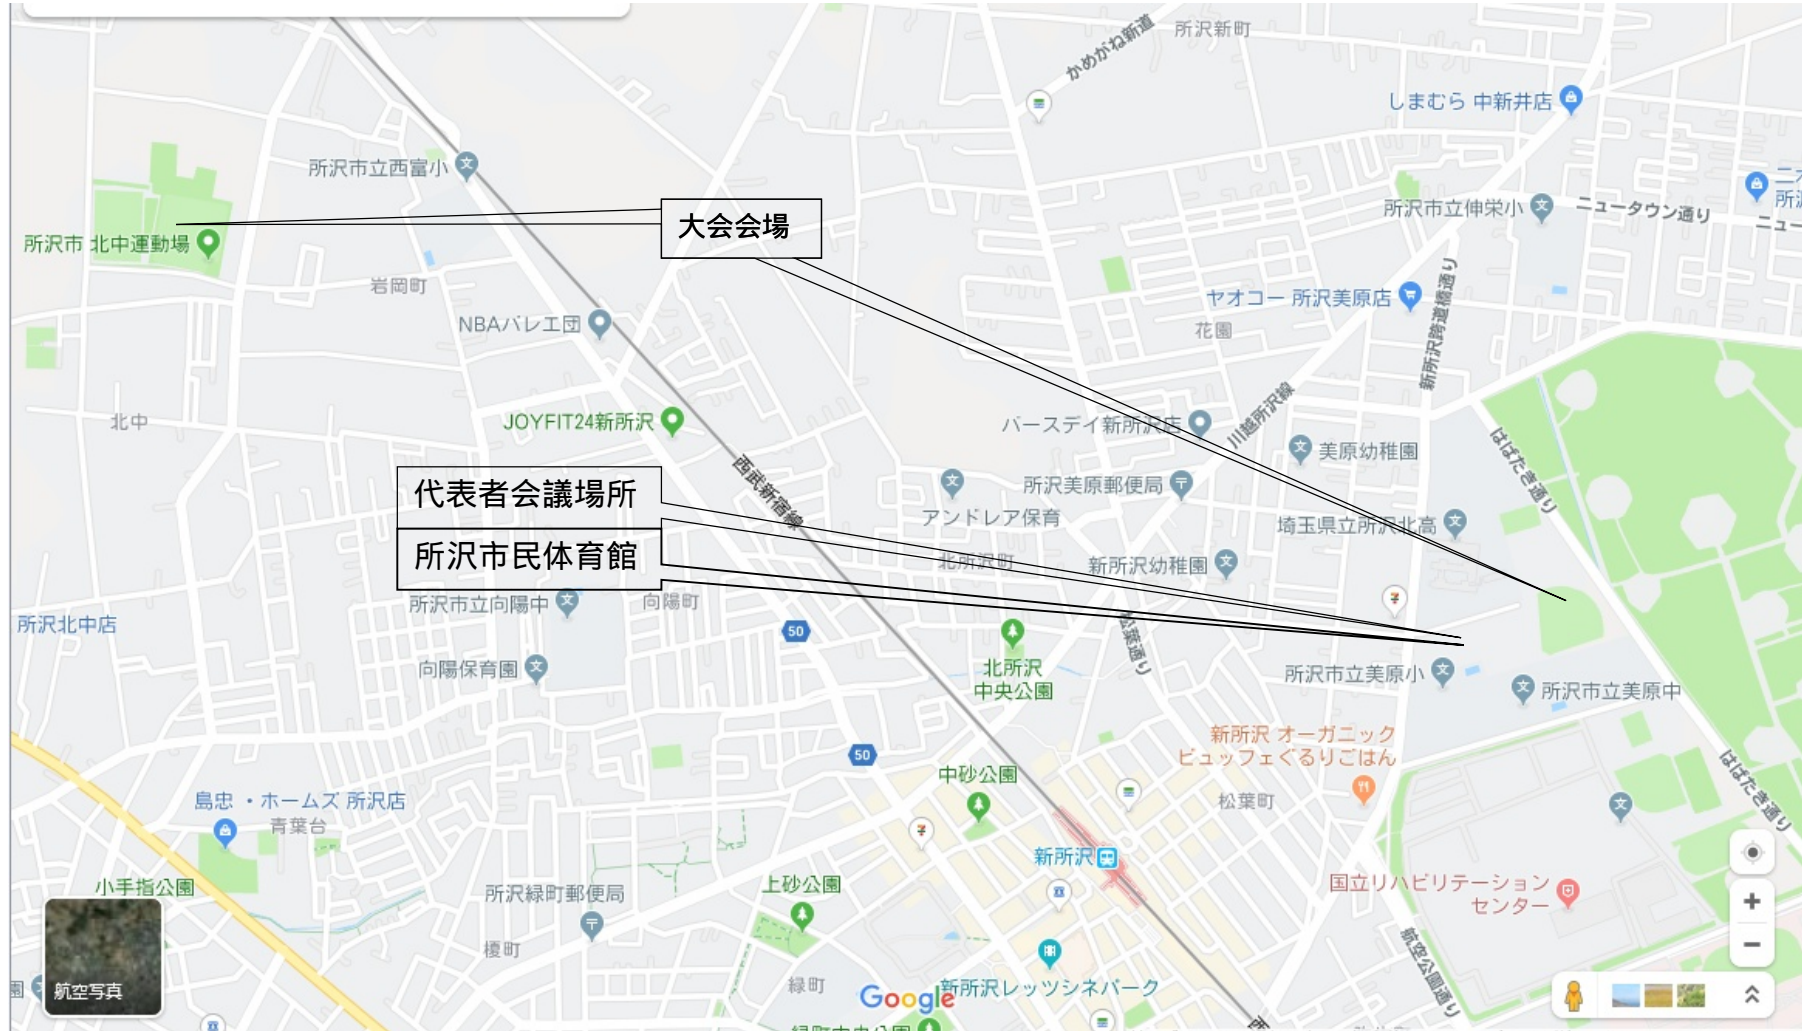 かめがね新道
所沢新町
しまむら 中新井店
所沢市立西富小
所沢市立伸栄小
ニュータウン通り
大会会場
所沢市 北中運動場
岩岡町
ヤオコー 所沢美原店
新所沢跨道橋通り
NBAバレエ団
花園
北中
JOYFIT24新所沢
バースデイ新所沢店
川越所沢線
美原幼稚園
はばたき通り
代表者会議場所
西武新宿線
所沢美原郵便局
アンドレア保育
埼玉県立所沢北高
所沢市民体育館
北所沢町
新所沢幼稚園
所沢市立向陽中
向陽町
所沢北中店
50
松葉通り
向陽保育園
北所沢
中央公園
所沢市立美原小
所沢市立美原中
新所沢 オーガニック
ビュッフェぐるりごはん
50
中砂公園
はばたき通り
島忠・ホームズ 所沢店
青葉台
松葉町
新所沢
小手指公園
所沢緑町郵便局
上砂公園
国立リハビリテーション
センター
榎町
航空公園通り
航空写真
緑町
Google
新所沢レッツシネパーク
緑町中央公園